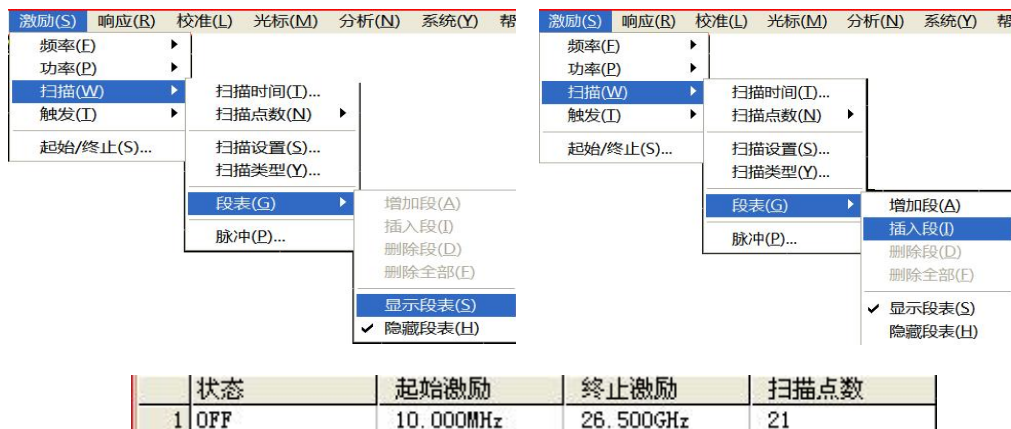 激励(S) 响应(R) 校准(L) 光标(M) 分析(N) 系统(Y) 帮
频率(F)
功率(P)
扫描(W)
触发(T)
起始/终止(S)...
扫描时间(T)...
扫描点数(N)
扫描设置(S)...
扫描类型(Y)...
段表(G)
脉冲(P)...
增加段(A)
插入段(I)
删除段(D)
删除全部(F)
显示段表(S)
✓ 隐藏段表(H)
激励(S) 响应(R) 校准(L) 光标(M) 分析(N) 系统(Y) 帮
频率(F)
功率(P)
扫描(W)
触发(T)
起始/终止(S)...
扫描时间(T)...
扫描点数(N)
扫描设置(S)...
扫描类型(Y)...
段表(G)
脉冲(P)...
增加段(A)
插入段(I)
删除段(D)
删除全部(F)
✓ 显示段表(S)
隐藏段表(H)
状态 起始激励 终止激励 扫描点数
1 OFF 10.000MHz 26.500GHz 21